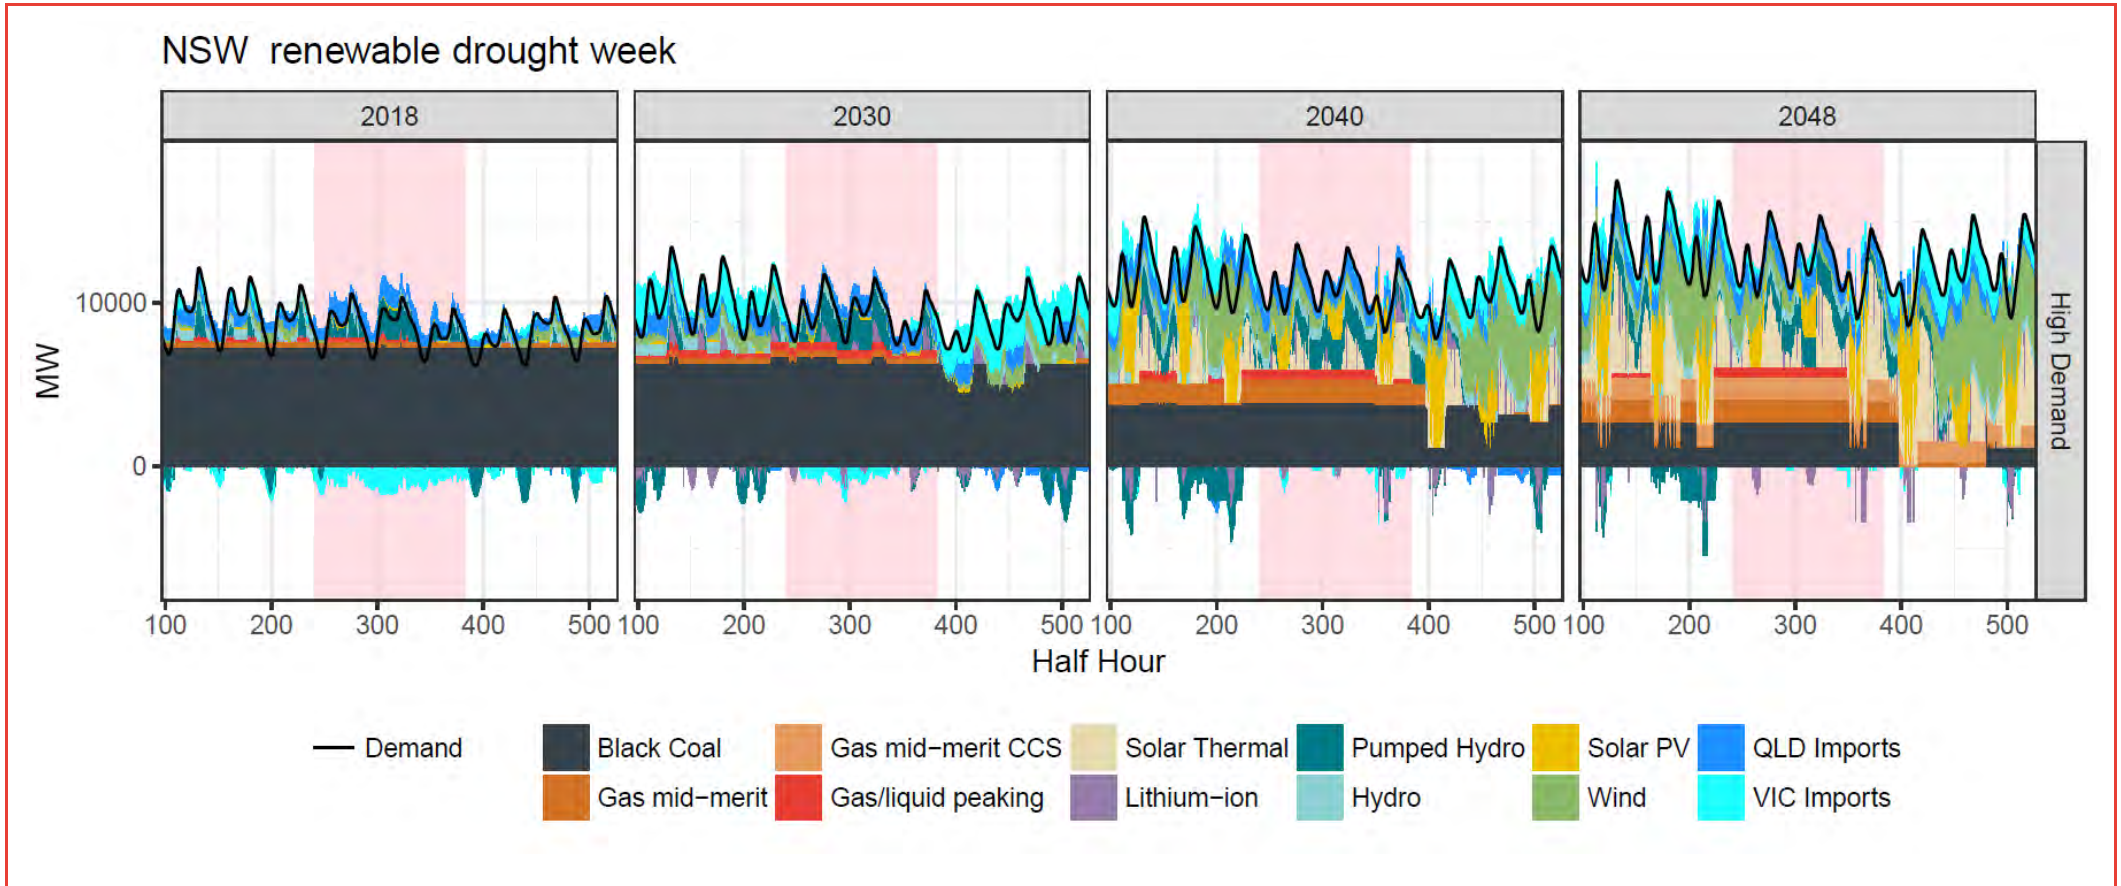 NSW renewable drought week
2018 2030 2040 2048
10000
0
MW
High Demand
100 200 300 400 500 100 200 300 400 500 100 200 300 400 500 100 200 300 400 500
Half Hour
Demand Black Coal Gas mid-merit CCS Solar Thermal Pumped Hydro Solar PV QLD Imports
Gas mid-merit Gas/liquid peaking Lithium-ion Hydro Wind VIC Imports